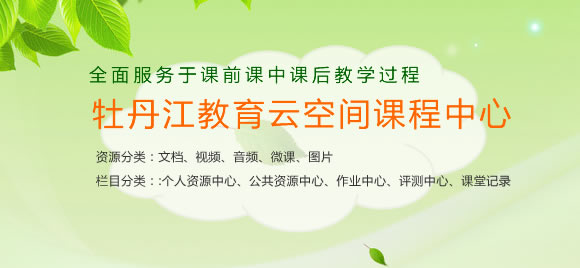 全面服务于课前课中课后教学过程
牡丹江教育云空间课程中心
资源分类：文档、视频、音频、微课、图片
栏目分类：:个人资源中心、公共资源中心、作业中心、评测中心、课堂记录